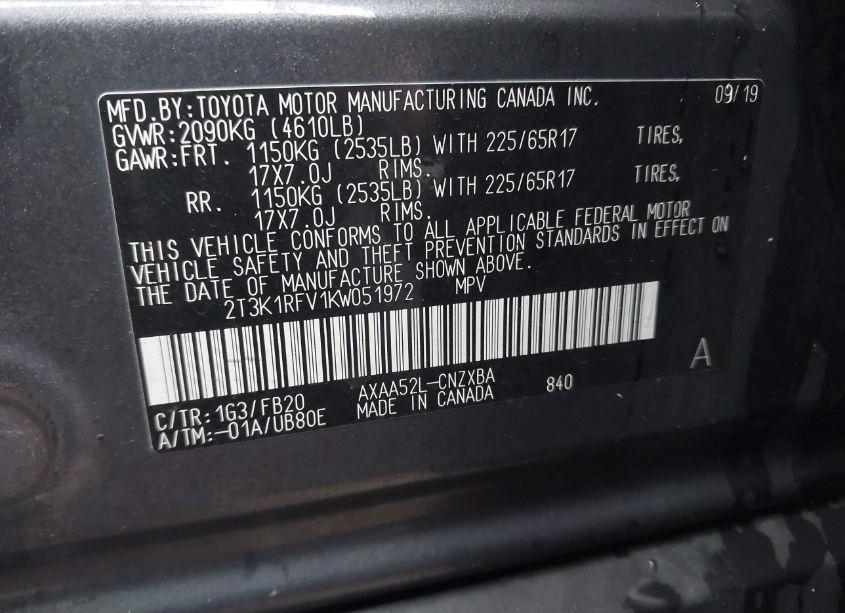 MFD.BY:TOYOTA MOTOR MANUFACTURING CANADA INC. 09/19
GVWR:2090KG (4610LB)
GAWR:FRT. 1150KG (2535LB) WITH 225/65R17 TIRES,
17X7.0J RIMS.
RR. 1150KG (2535LB) WITH 225/65R17 TIRES,
17X7.0J RIMS.
THIS VEHICLE CONFORMS TO ALL APPLICABLE FEDERAL MOTOR
VEHICLE SAFETY AND THEFT PREVENTION STANDARDS IN EFFECT ON
THE DATE OF MANUFACTURE SHOWN ABOVE.
2T3K1RFV1KW051972 MPV
A
C/TR:1G3/FB20 AXAA52L-CNZXBA 840
A/TM:-01A/UB80E MADE IN CANADA